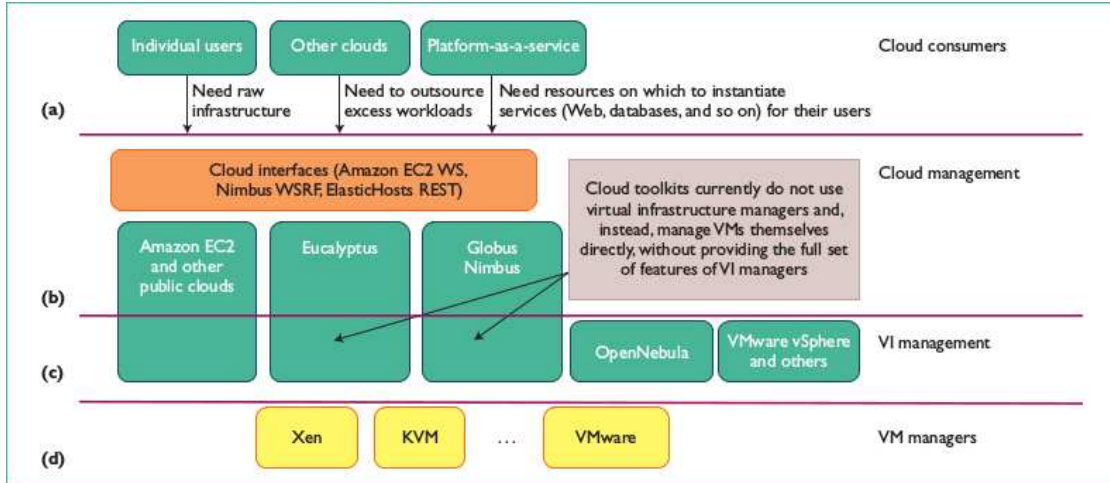 Individual users
Other clouds
Platform-as-a-service
Cloud consumers
Need raw
infrastructure
Need to outsource
excess workloads
Need resources on which to instantiate
services (Web, databases, and so on) for their users
(a)
Cloud interfaces (Amazon EC2 WS,
Nimbus WSRF, ElasticHosts REST)
Cloud toolkits currently do not use
virtual infrastructure managers and,
instead, manage VMs themselves
directly, without providing the full set
of features of VI managers
Cloud management
Amazon EC2
and other
public clouds
Eucalyptus
Globus
Nimbus
(b)
OpenNebula
VMware vSphere
and others
VI management
(c)
Xen
KVM
...
VMware
VM managers
(d)